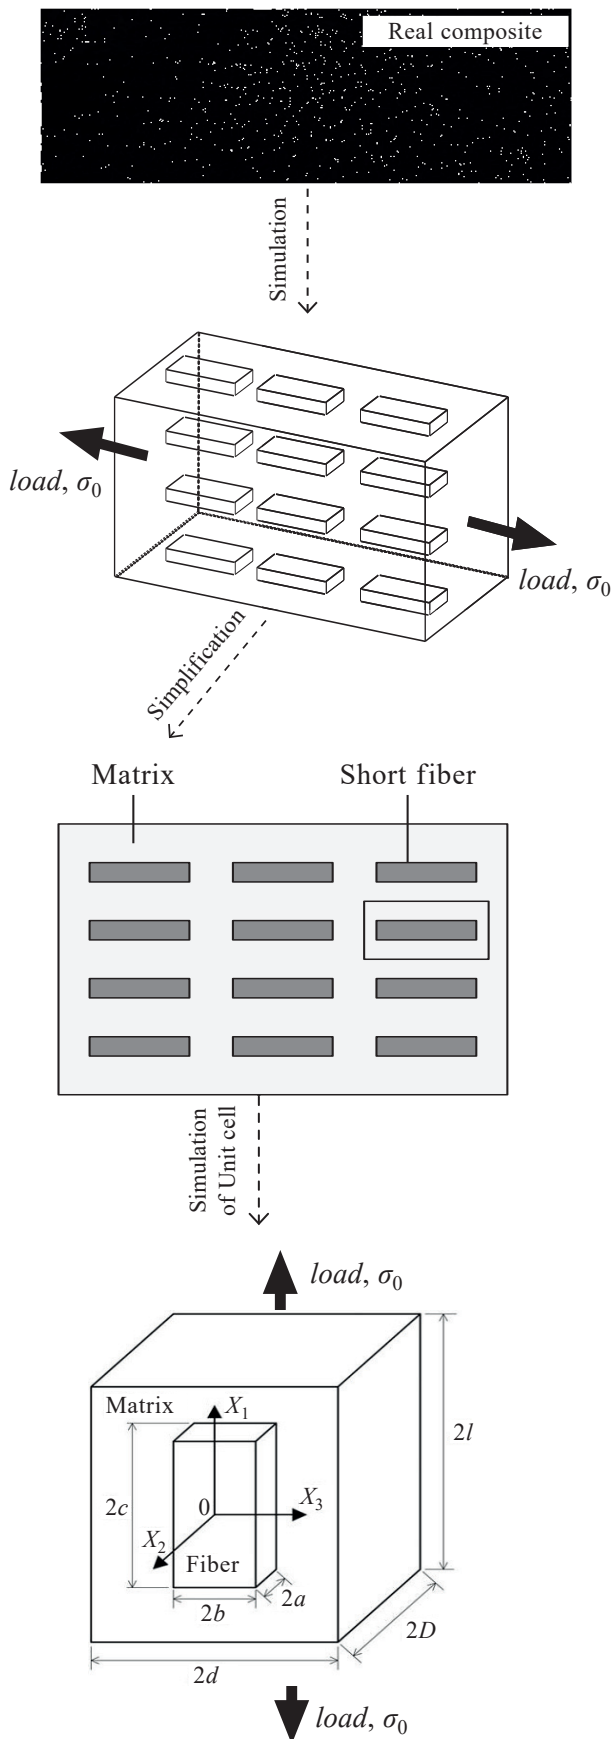 Real composite
Simulation
load, σ₀
load, σ₀
Simplification
Matrix
Short fiber
Simulation
of Unit cell
load, σ₀
Matrix
X₁
2l
2c
0
X₃
X₂
Fiber
2a
2b
2D
2d
load, σ₀